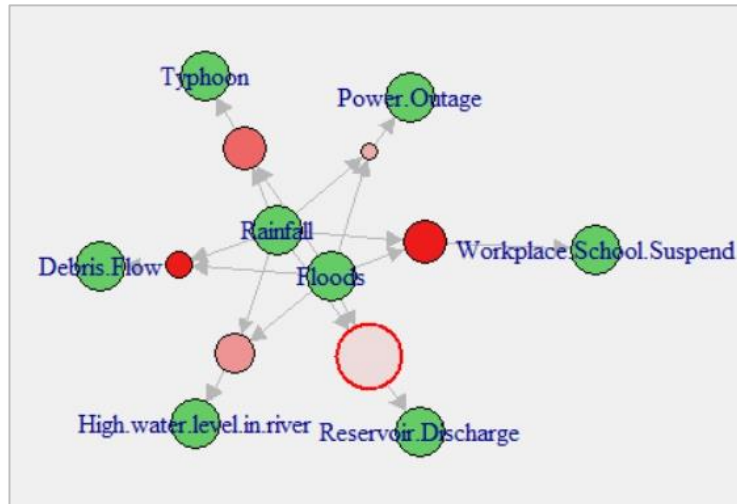 Typhoon
Power.Outage
Rainfall
Workplace.School.Suspend.
Debris.Flow
Floods
High.water.level.in.river
Reservoir.Discharge